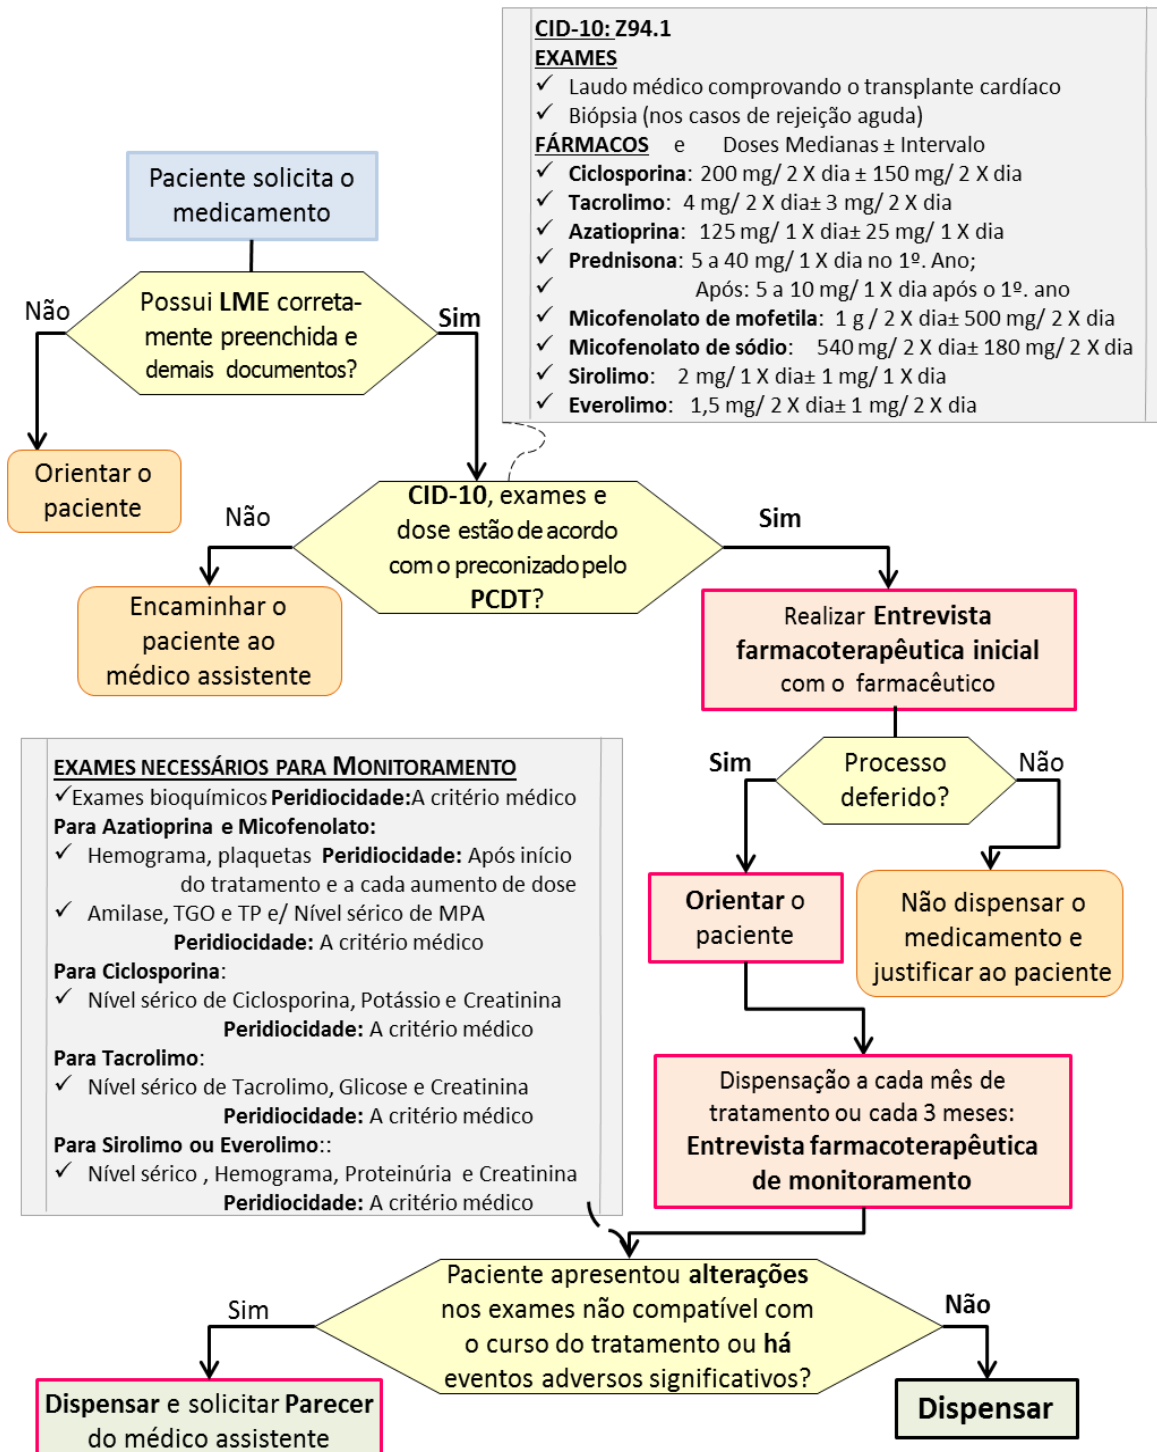 CID-10: Z94.1
EXAMES
✓ Laudo médico comprovando o transplante cardíaco
✓ Biópsia (nos casos de rejeição aguda)
FÁRMACOS e Doses Medianas ± Intervalo
✓ Ciclosporina: 200 mg/ 2 X dia ± 150 mg/ 2 X dia
✓ Tacrolimo: 4 mg/ 2 X dia± 3 mg/ 2 X dia
✓ Azatioprina: 125 mg/ 1 X dia± 25 mg/ 1 X dia
✓ Prednisona: 5 a 40 mg/ 1 X dia no 1º. Ano;
✓ Após: 5 a 10 mg/ 1 X dia após o 1º. ano
✓ Micofenolato de mofetila: 1 g / 2 X dia± 500 mg/ 2 X dia
✓ Micofenolato de sódio: 540 mg/ 2 X dia± 180 mg/ 2 X dia
✓ Sirolimo: 2 mg/ 1 X dia± 1 mg/ 1 X dia
✓ Everolimo: 1,5 mg/ 2 X dia± 1 mg/ 2 X dia
Paciente solicita o
medicamento
Não
Possui LME correta-
mente preenchida e
demais documentos?
Sim
Orientar o
paciente
Não
CID-10, exames e
dose estão de acordo
com o preconizado pelo
PCDT?
Sim
Encaminhar o
paciente ao
médico assistente
Realizar Entrevista
farmacoterapêutica inicial
com o farmacêutico
Sim
Processo
deferido?
Não
Orientar o
paciente
Não dispensar o
medicamento e
justificar ao paciente
EXAMES NECESSÁRIOS PARA MONITORAMENTO
✓Exames bioquímicos Peridiocidade:A critério médico
Para Azatioprina e Micofenolato:
✓ Hemograma, plaquetas Peridiocidade: Após início
do tratamento e a cada aumento de dose
✓ Amilase, TGO e TP e/ Nível sérico de MPA
Peridiocidade: A critério médico
Para Ciclosporina:
✓ Nível sérico de Ciclosporina, Potássio e Creatinina
Peridiocidade: A critério médico
Para Tacrolimo:
✓ Nível sérico de Tacrolimo, Glicose e Creatinina
Peridiocidade: A critério médico
Para Sirolimo ou Everolimo::
✓ Nível sérico , Hemograma, Proteinúria e Creatinina
Peridiocidade: A critério médico
Dispensação a cada mês de
tratamento ou cada 3 meses:
Entrevista farmacoterapêutica
de monitoramento
Sim
Paciente apresentou alterações
nos exames não compatível com
o curso do tratamento ou há
eventos adversos significativos?
Não
Dispensar e solicitar Parecer
do médico assistente
Dispensar